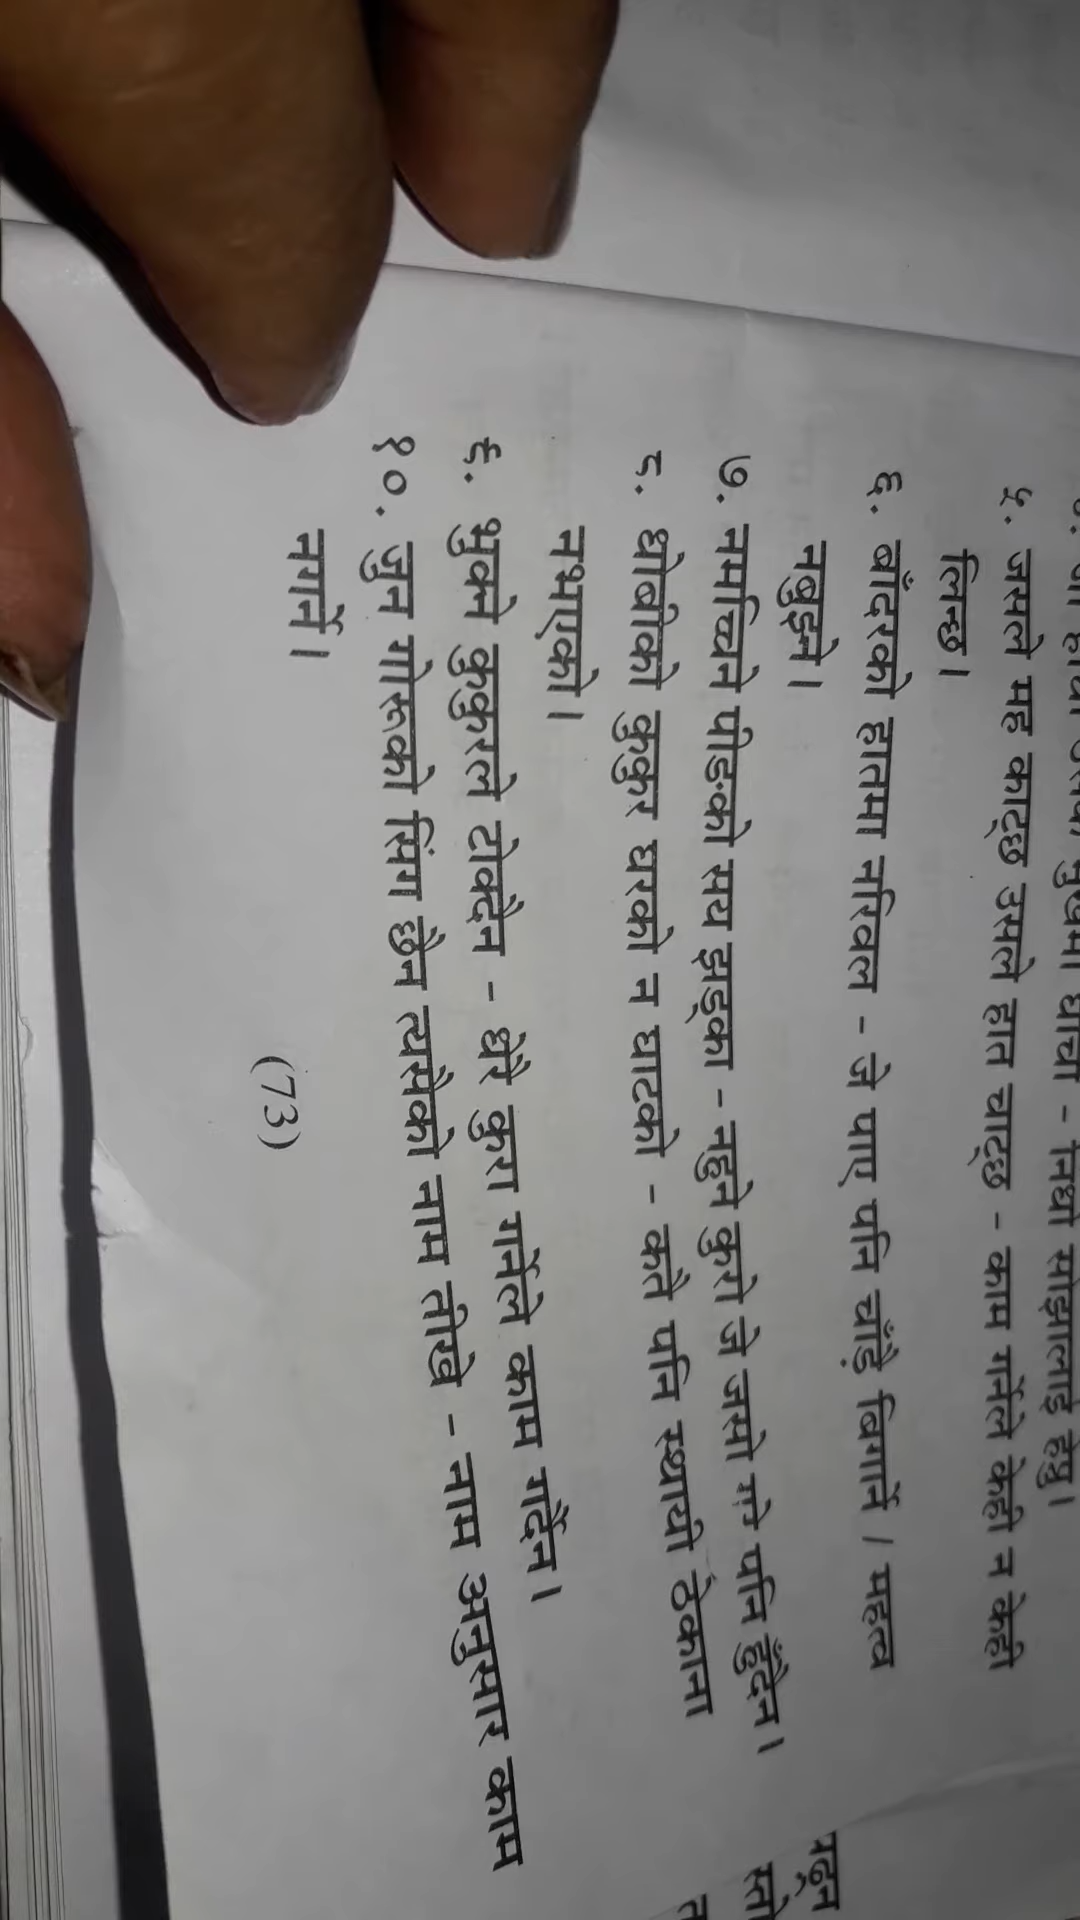 ५. जसले मह काट्छ उसले हात चाट्छ - काम गर्नेले केही न केही
लिन्छ।
६. बाँदरको हातमा नरिवल - जे पाए पनि चाँड़ै बिगार्ने / महत्व
नबुझ्ने।
७. नमच्चिने पीङको सय झड्का - नहुने कुरो जे जसो गरे पनि हुँदैन।
८. धोबीको कुकुर घरको न घाटको - कतै पनि स्थायी ठेकाना
नभएको।
९. भुक्ने कुकुरले टोक्दैन - धेरै कुरा गर्नेले काम गर्दैन।
१०. जुन गोरूको सिंग छैन त्यसैको नाम तीखे - नाम अनुसार काम
नगर्ने।
(73)